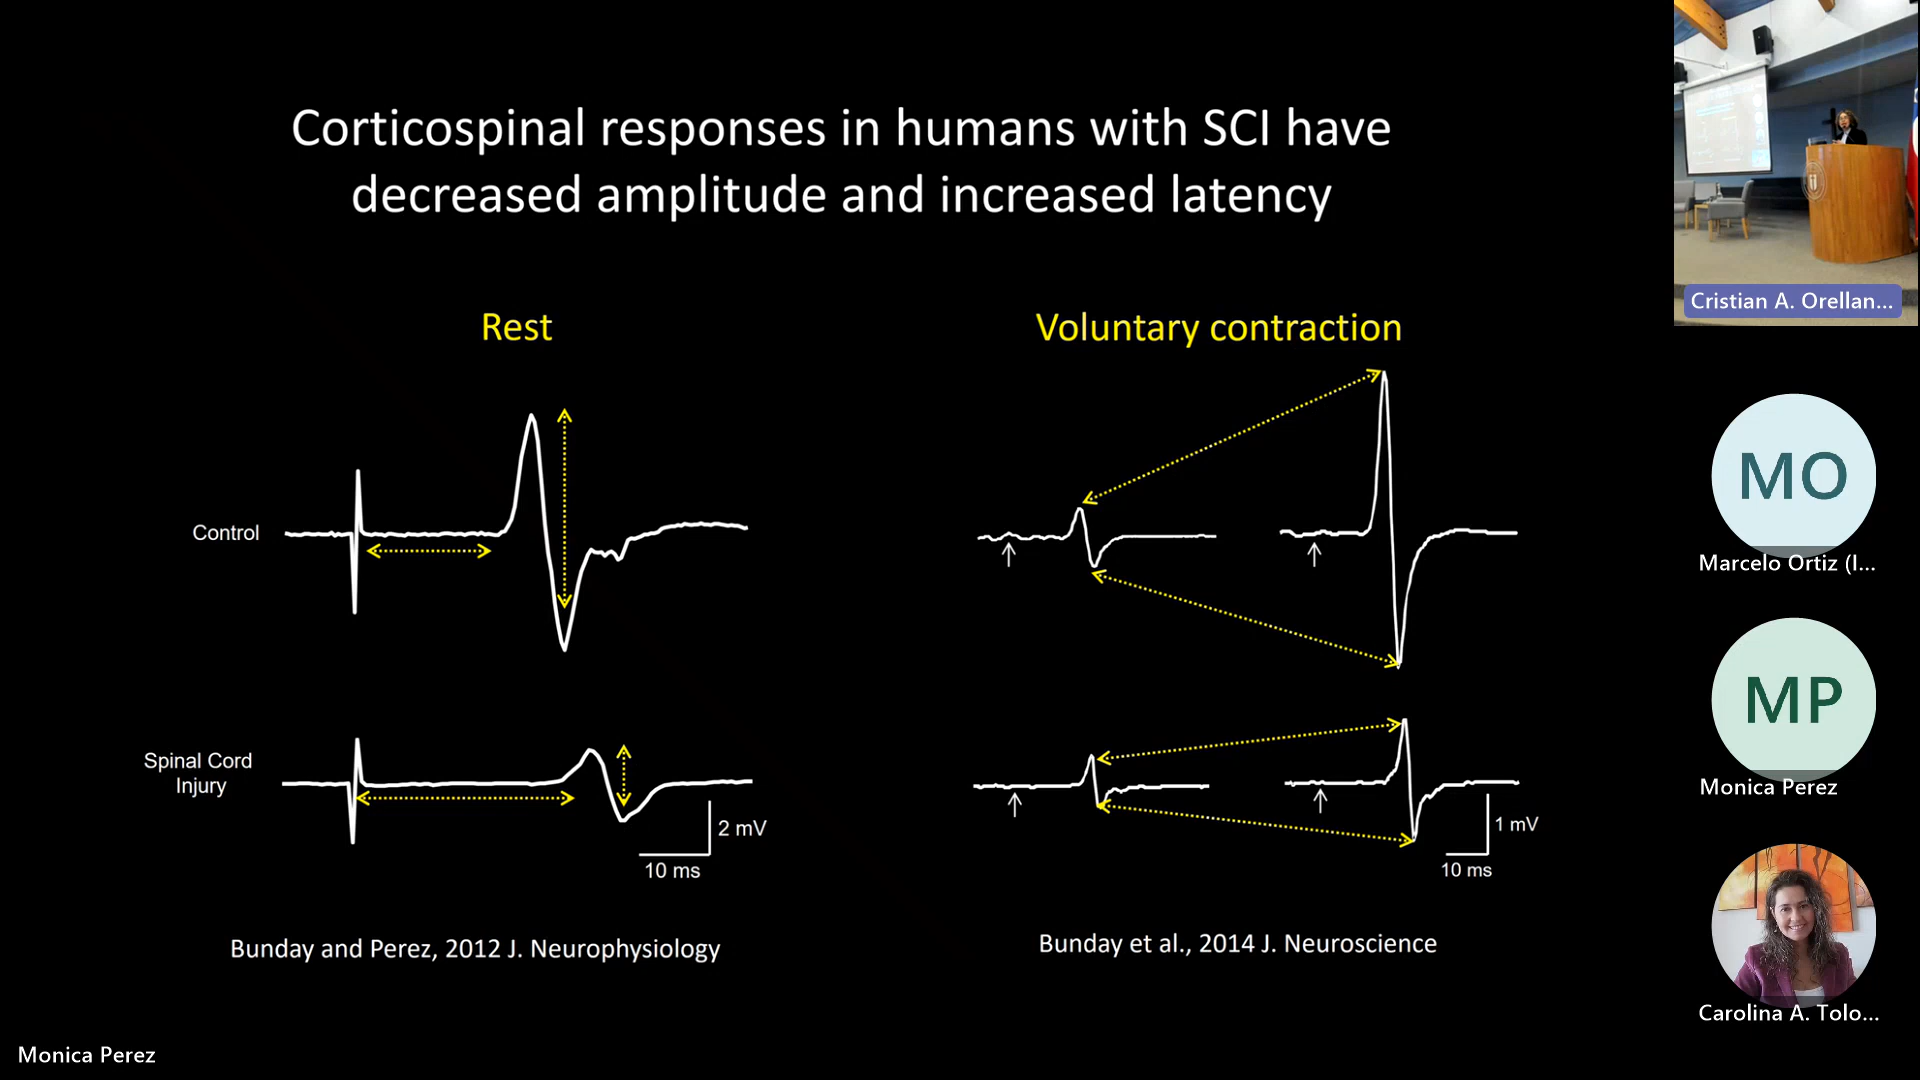 Corticospinal responses in humans with SCI have
decreased amplitude and increased latency
Rest
Voluntary contraction
Control
Spinal Cord
Injury
2 mV
10 ms
1 mV
10 ms
Bunday and Perez, 2012 J. Neurophysiology
Bunday et al., 2014 J. Neuroscience
Monica Perez
Cristian A. Orellan...
MO
Marcelo Ortiz (I...
MP
Monica Perez
Carolina A. Tolo...